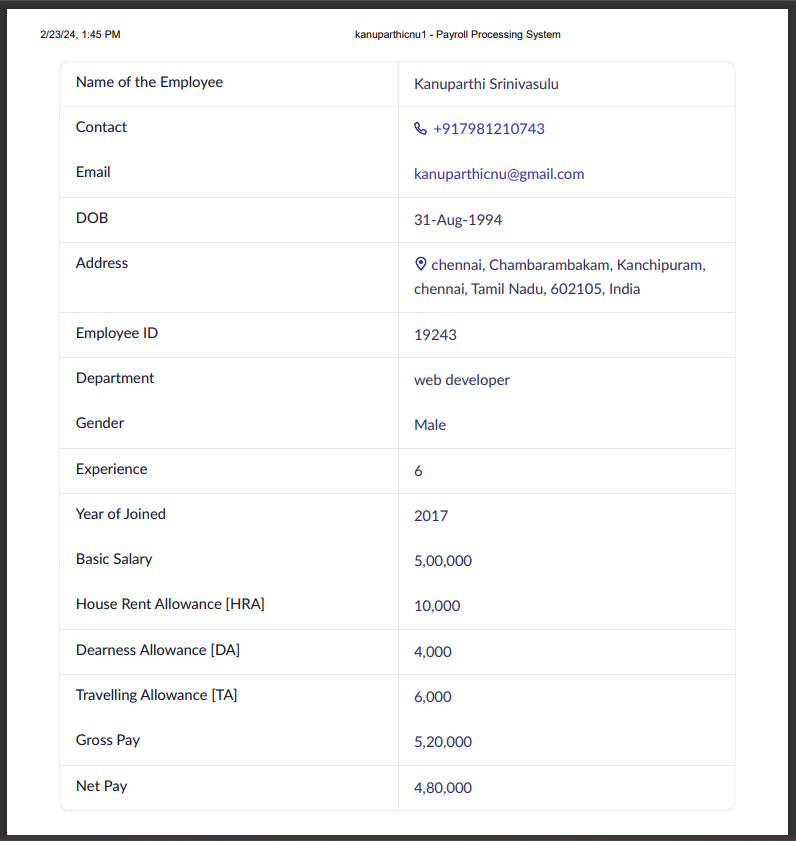 2/23/24, 1:45 PM kanuparthicnu1 - Payroll Processing System
Name of the Employee Kanuparthi Srinivasulu
Contact +917981210743
Email kanuparthicnu@gmail.com
DOB 31-Aug-1994
Address chennai, Chambarambakam, Kanchipuram,
chennai, Tamil Nadu, 602105, India
Employee ID 19243
Department web developer
Gender Male
Experience 6
Year of Joined 2017
Basic Salary 5,00,000
House Rent Allowance [HRA] 10,000
Dearness Allowance [DA] 4,000
Travelling Allowance [TA] 6,000
Gross Pay 5,20,000
Net Pay 4,80,000